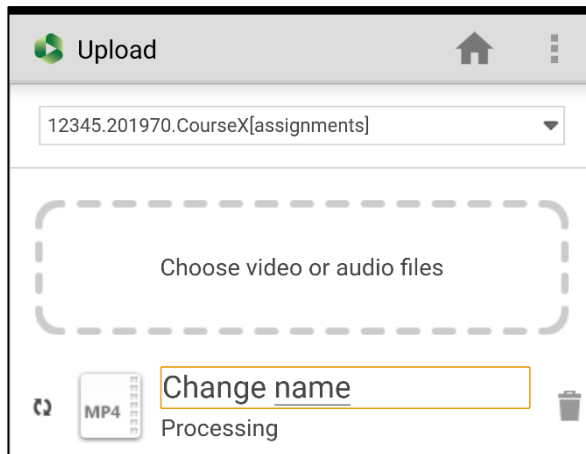 Upload
12345.201970.CourseX[assignments]
Choose video or audio files
MP4
Change name
Processing